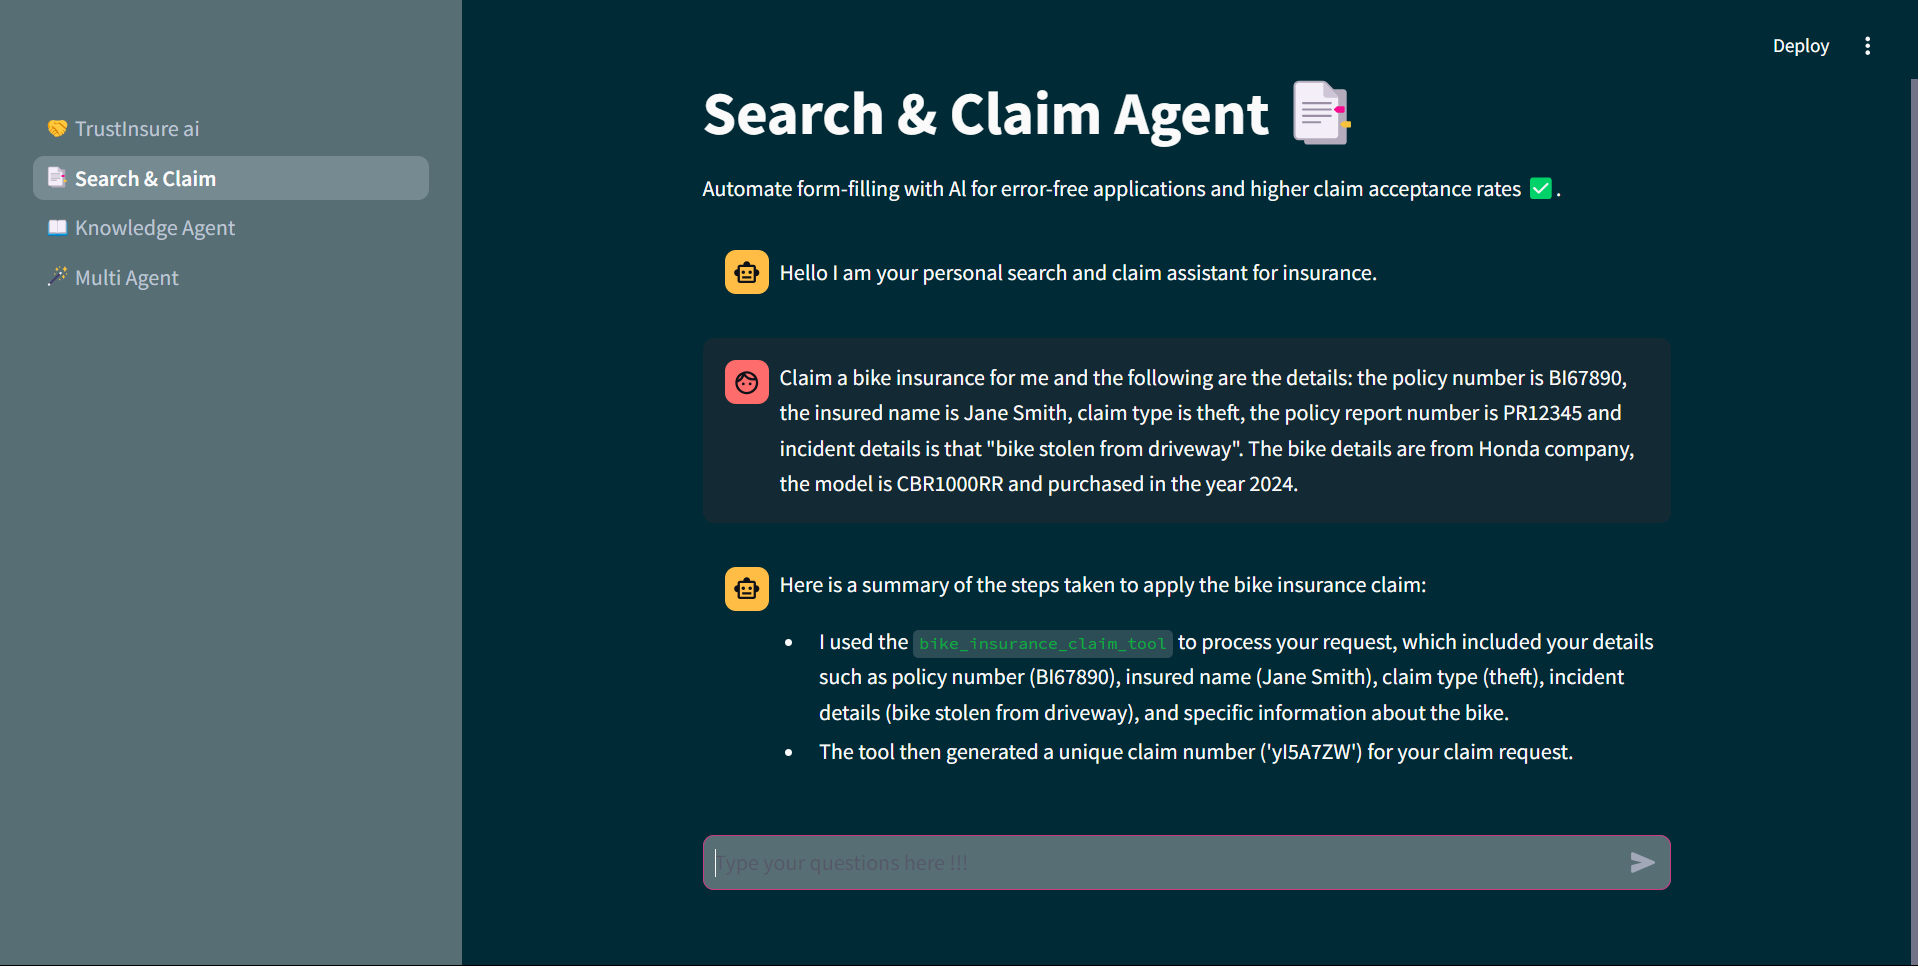 Deploy
TrustInsure ai
Search & Claim
Knowledge Agent
Multi Agent
Search & Claim Agent
Automate form-filling with AI for error-free applications and higher claim acceptance rates ✅ .
Hello I am your personal search and claim assistant for insurance.
Claim a bike insurance for me and the following are the details: the policy number is BI67890,
the insured name is Jane Smith, claim type is theft, the policy report number is PR12345 and
incident details is that "bike stolen from driveway". The bike details are from Honda company,
the model is CBR1000RR and purchased in the year 2024.
Here is a summary of the steps taken to apply the bike insurance claim:
• I used the bike_insurance_claim_tool to process your request, which included your details
such as policy number (BI67890), insured name (Jane Smith), claim type (theft), incident
details (bike stolen from driveway), and specific information about the bike.
• The tool then generated a unique claim number ('yI5A7ZW') for your claim request.
Type your questions here !!!